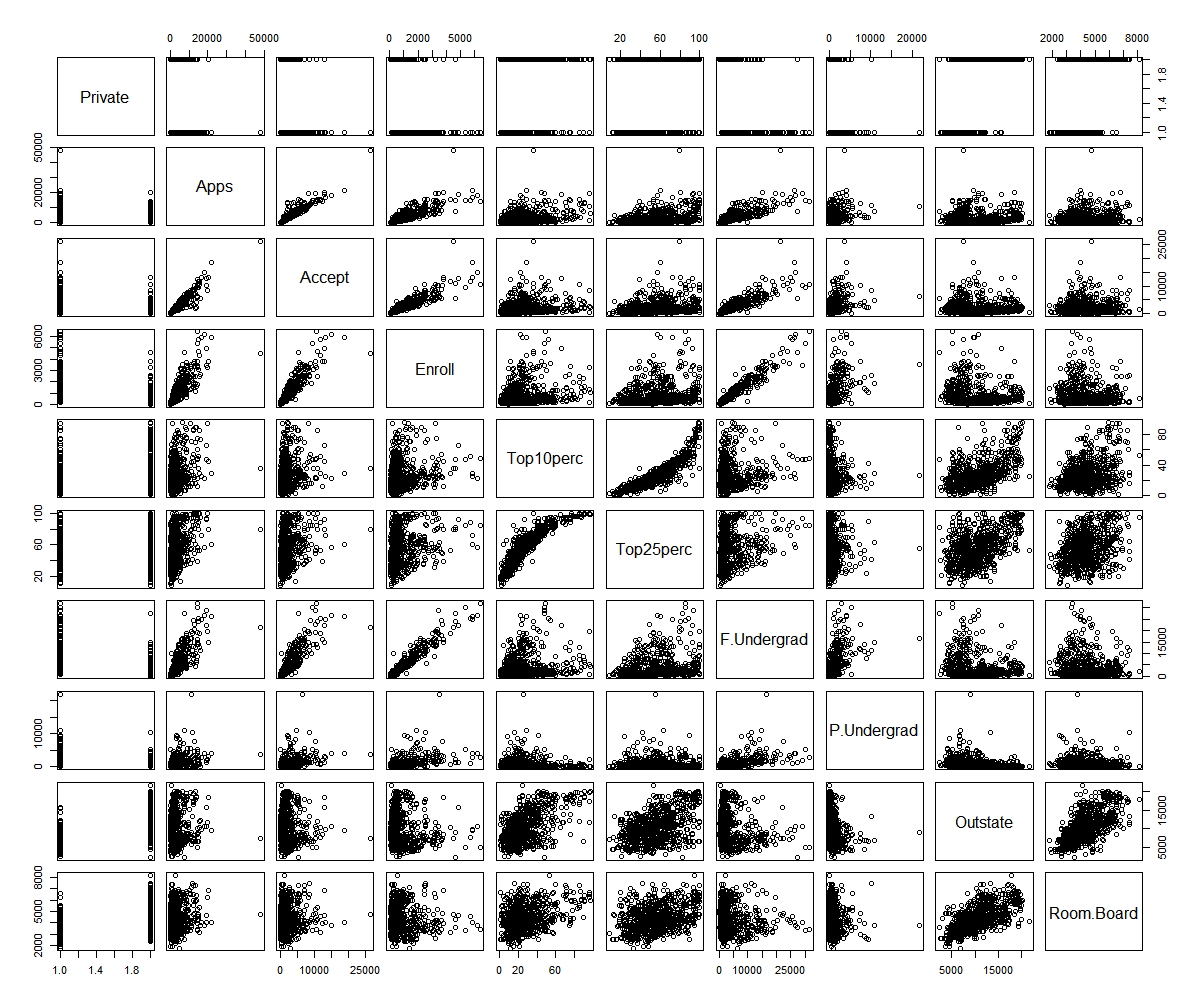 0 20000 50000
0 2000 5000
20 60 100
0 10000 20000
2000 5000 8000
Private
1.0 1.4 1.8
0 20000 50000
Apps
Accept
0 10000 25000
0 3000 6000
Enroll
Top10perc
0 40 80
20 60 100
Top25perc
F.Undergrad
0 15000
0 10000
P.Undergrad
Outstate
5000 15000
2000 5000 8000
Room.Board
1.0 1.4 1.8
0 10000 25000
0 20 60
0 10000 30000
5000 15000